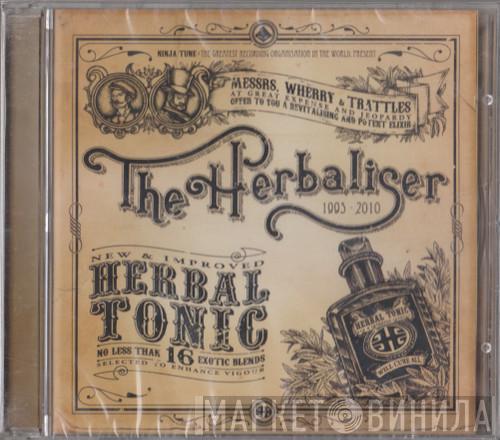 NINJA TUNE • THE GREATEST RECORDING ORGANISATION IN THE WORLD, PRESENT
MESSRS, WHERRY & TRATTLES
AT GREAT EXPENSE AND JEOPARDY
OFFER TO YOU A REVITALISING AND POTENT ELIXIR
The Herbaliser
1995 - 2010
NEW & IMPROVED
HERBAL
TONIC
NO LESS THAN 16 EXOTIC BLENDS
SELECTED TO ENHANCE VIGOUR
HERBAL TONIC
WILL CURE ALL
МАРКЕТ ВИНИЛА